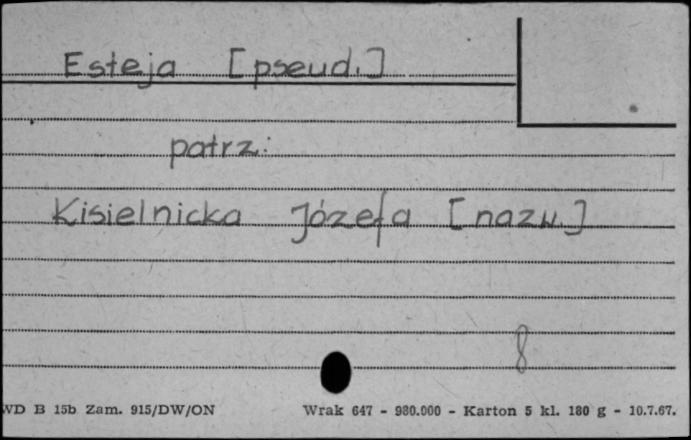 Esteja [pseud.]
patrz:
Kisielnicka Józefa [nazw.]
8
WD B 15b Zam. 915/DW/ON Wrak 647 - 980.000 - Karton 5 kl. 180 g - 10.7.67.